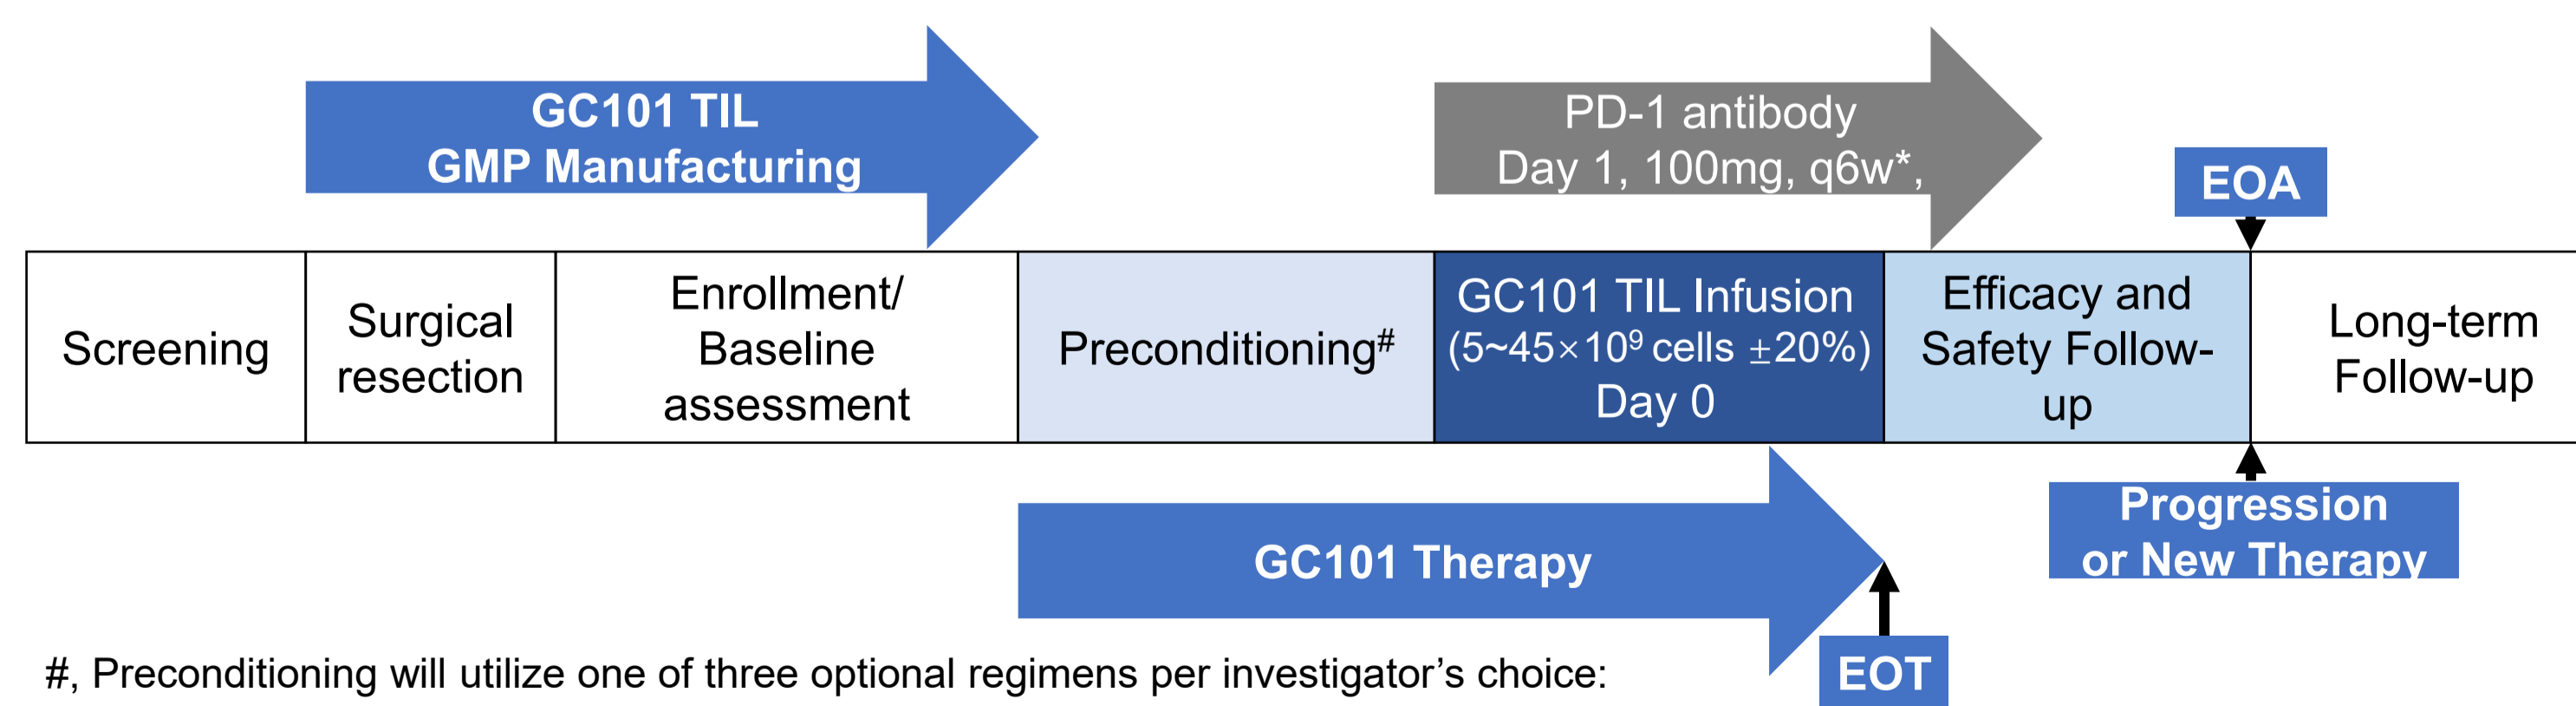 GC101 TIL
GMP Manufacturing
PD-1 antibody
Day 1, 100mg, q6w*,
EOA
Screening
Surgical
resection
Enrollment/
Baseline
assessment
Preconditioning#
GC101 TIL Infusion
(5~45×10⁹ cells ±20%)
Day 0
Efficacy and
Safety Follow-
up
Long-term
Follow-up
GC101 Therapy
Progression
or New Therapy
EOT
#, Preconditioning will utilize one of three optional regimens per investigator’s choice: